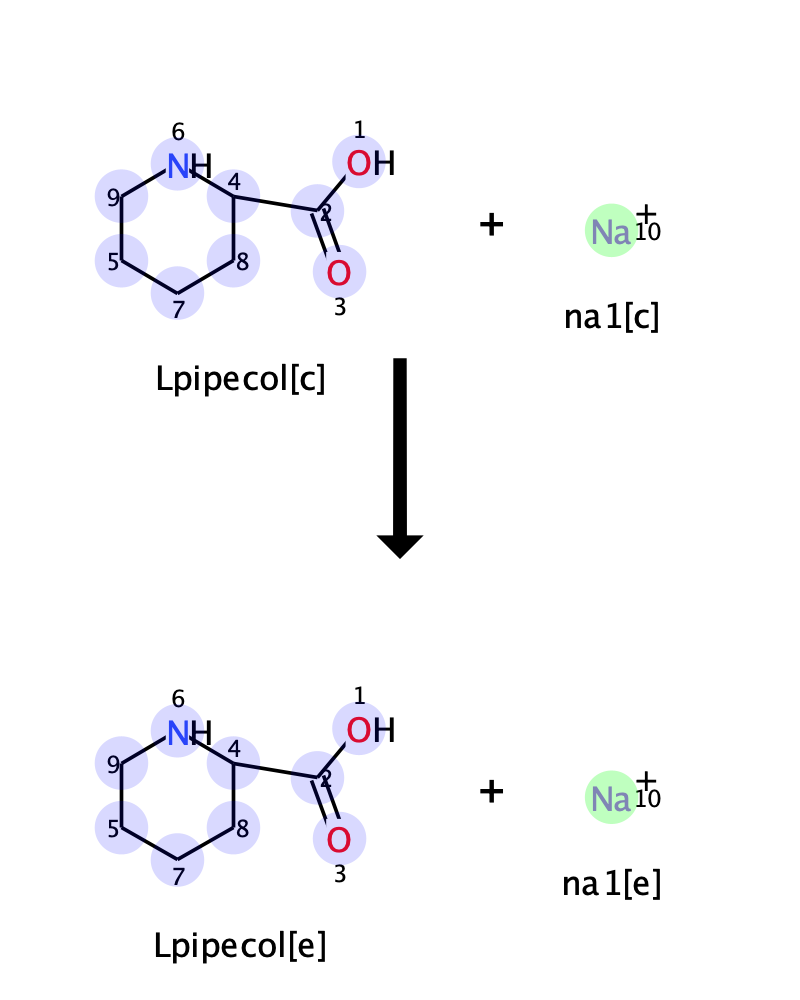 6 1
NH 4 OH
9 2 + Na+ 10
5 8 O
7 3
na1[c]
Lpipecol[c]
6 1
NH 4 OH
9 2 + Na+ 10
5 8 O
7 3
na1[e]
Lpipecol[e]